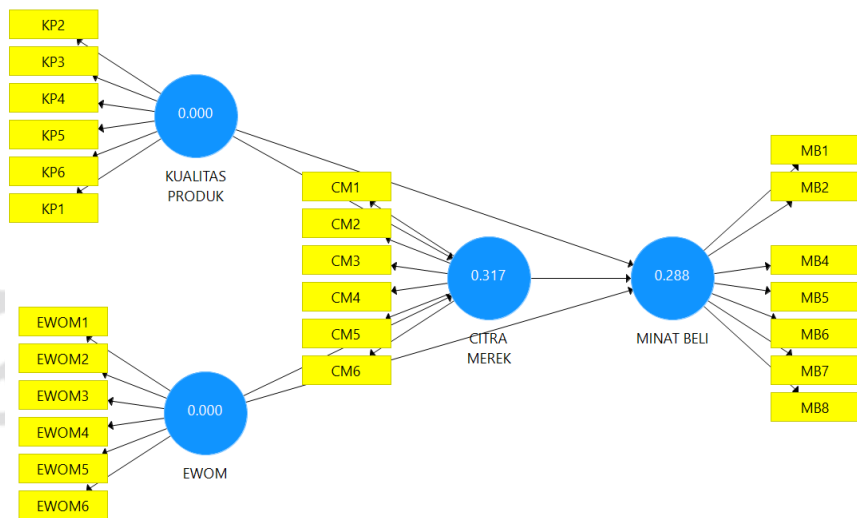 KP2
KP3
KP4
KP5
KP6
KP1
0.000
KUALITAS
PRODUK
EWOM1
EWOM2
EWOM3
EWOM4
EWOM5
EWOM6
0.000
EWOM
CM1
CM2
CM3
CM4
CM5
CM6
0.317
CITRA
MEREK
0.288
MINAT BELI
MB1
MB2
MB4
MB5
MB6
MB7
MB8